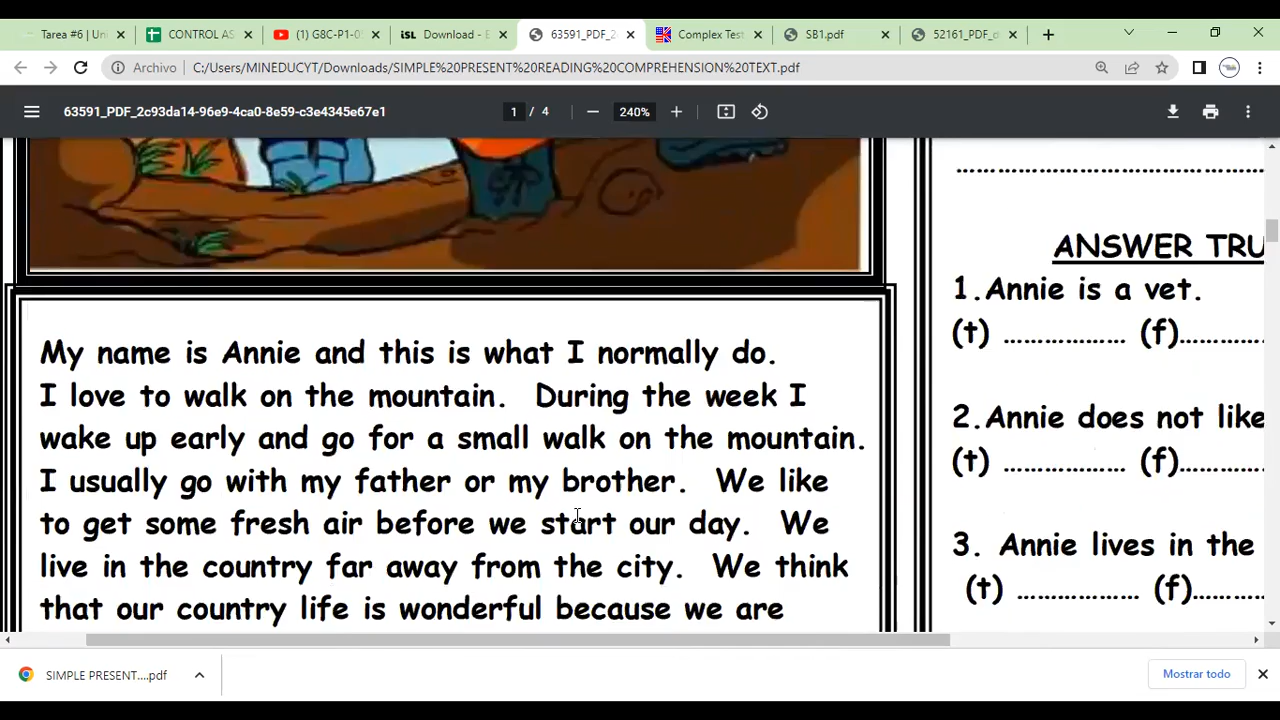 Tarea #6 | Un
CONTROL AS
(1) G8C-P1-0
iSL Download - E
63591_PDF_2
Complex Test
SB1.pdf
52161_PDF_d
Archivo | C:/Users/MINEDUCYT/Downloads/SIMPLE%20PRESENT%20READING%20COMPREHENSION%20TEXT.pdf
63591_PDF_2c93da14-96e9-4ca0-8e59-c3e4345e67e1
1 / 4
240%
My name is Annie and this is what I normally do.
I love to walk on the mountain. During the week I
wake up early and go for a small walk on the mountain.
I usually go with my father or my brother. We like
to get some fresh air before we start our day. We
live in the country far away from the city. We think
that our country life is wonderful because we are
ANSWER TRU
1.Annie is a vet.
(t) ................ (f)...........
2.Annie does not like
(t) ................ (f)...........
3. Annie lives in the
(t) ................ (f)...........
SIMPLE PRESENT....pdf
Mostrar todo